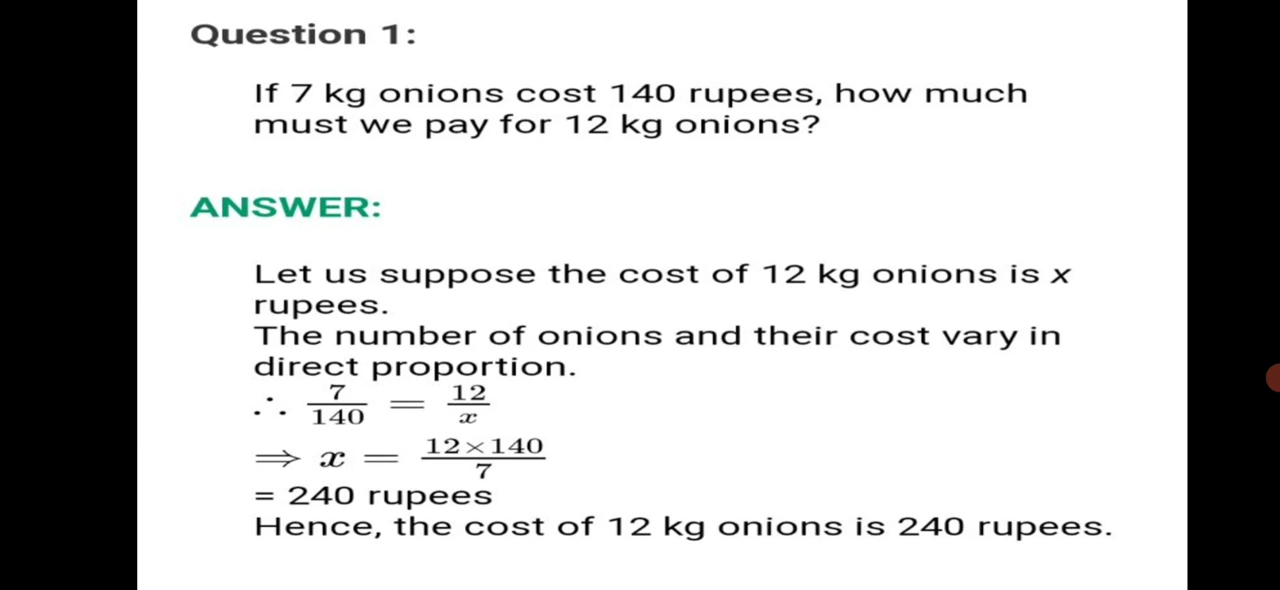 Question 1:
If 7 kg onions cost 140 rupees, how much
must we pay for 12 kg onions?
ANSWER:
Let us suppose the cost of 12 kg onions is x
rupees.
The number of onions and their cost vary in
direct proportion.
∴ 7/140 = 12/x
⟹ x = 12×140/7
= 240 rupees
Hence, the cost of 12 kg onions is 240 rupees.